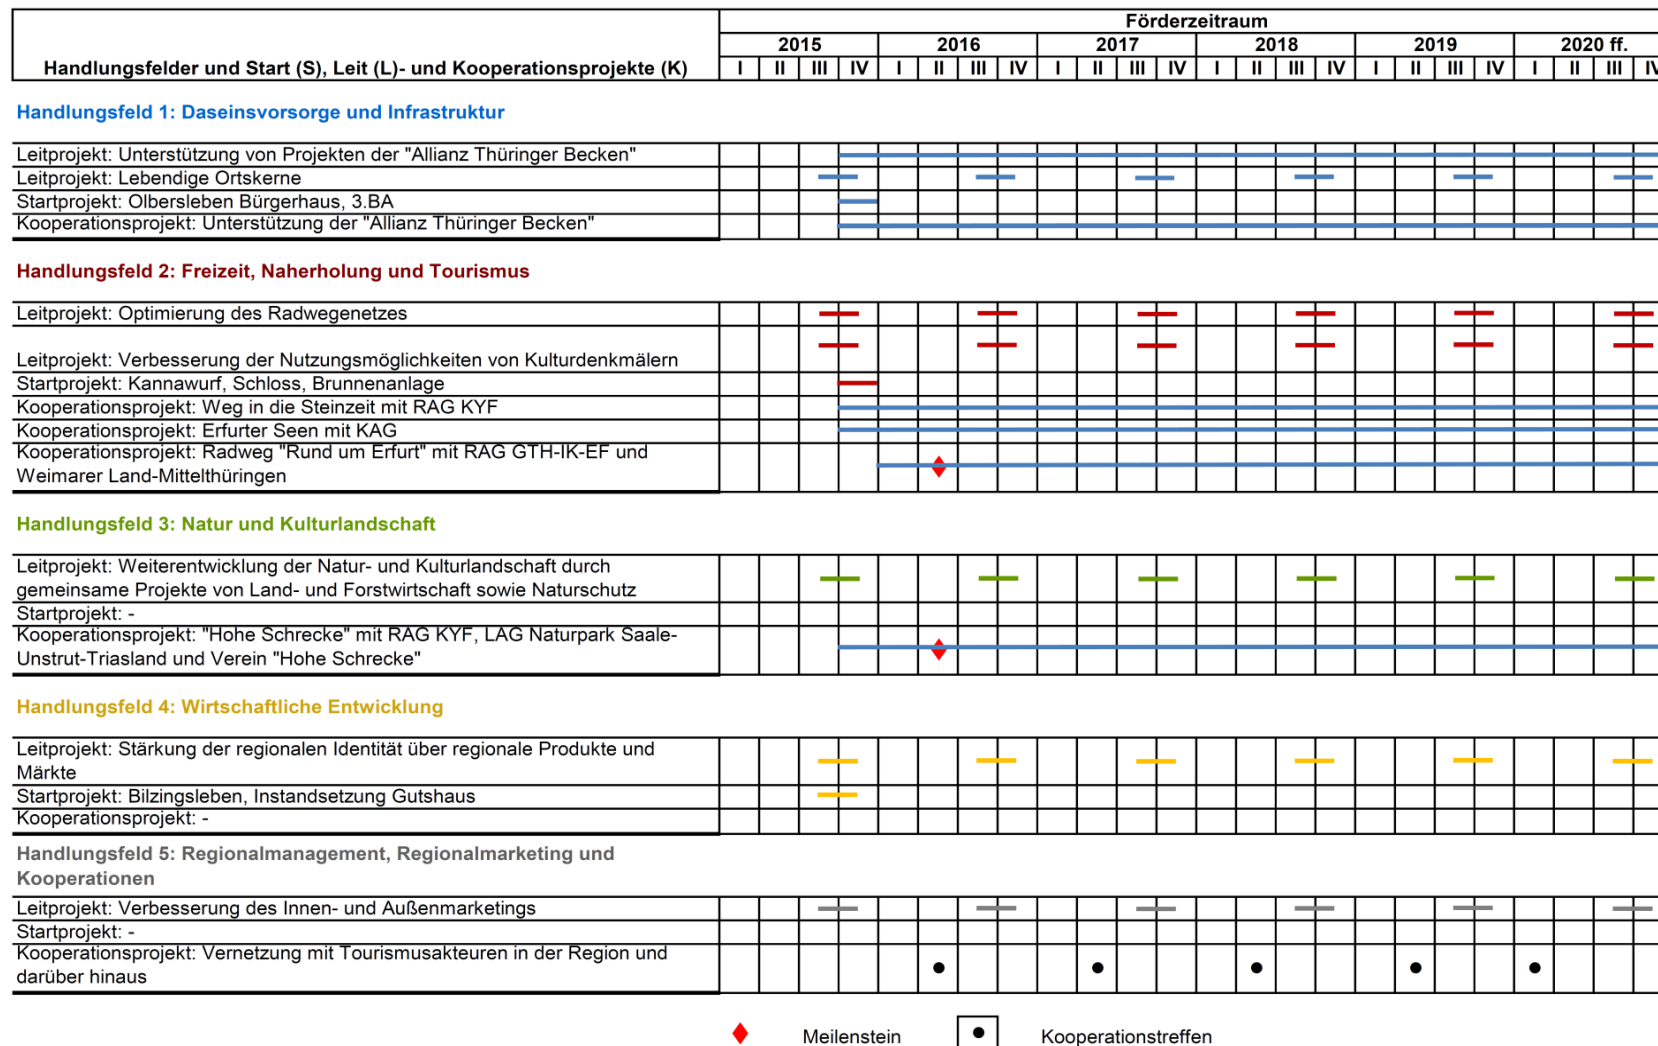 Förderzeitraum
2015 2016 2017 2018 2019 2020 ff.
Handlungsfelder und Start (S), Leit (L)- und Kooperationsprojekte (K) I II III IV I II III IV I II III IV I II III IV I II III IV I II III IV
Handlungsfeld 1: Daseinsvorsorge und Infrastruktur
Leitprojekt: Unterstützung von Projekten der "Allianz Thüringer Becken"
Leitprojekt: Lebendige Ortskerne
Startprojekt: Olbersleben Bürgerhaus, 3.BA
Kooperationsprojekt: Unterstützung der "Allianz Thüringer Becken"
Handlungsfeld 2: Freizeit, Naherholung und Tourismus
Leitprojekt: Optimierung des Radwegenetzes
Leitprojekt: Verbesserung der Nutzungsmöglichkeiten von Kulturdenkmälern
Startprojekt: Kannawurf, Schloss, Brunnenanlage
Kooperationsprojekt: Weg in die Steinzeit mit RAG KYF
Kooperationsprojekt: Erfurter Seen mit KAG
Kooperationsprojekt: Radweg "Rund um Erfurt" mit RAG GTH-IK-EF und
Weimarer Land-Mittelthüringen
Handlungsfeld 3: Natur und Kulturlandschaft
Leitprojekt: Weiterentwicklung der Natur- und Kulturlandschaft durch
gemeinsame Projekte von Land- und Forstwirtschaft sowie Naturschutz
Startprojekt: -
Kooperationsprojekt: "Hohe Schrecke" mit RAG KYF, LAG Naturpark Saale-
Unstrut-Triasland und Verein "Hohe Schrecke"
Handlungsfeld 4: Wirtschaftliche Entwicklung
Leitprojekt: Stärkung der regionalen Identität über regionale Produkte und
Märkte
Startprojekt: Bilzingsleben, Instandsetzung Gutshaus
Kooperationsprojekt: -
Handlungsfeld 5: Regionalmanagement, Regionalmarketing und
Kooperationen
Leitprojekt: Verbesserung des Innen- und Außenmarketings
Startprojekt: -
Kooperationsprojekt: Vernetzung mit Tourismusakteuren in der Region und
darüber hinaus
Meilenstein Kooperationstreffen